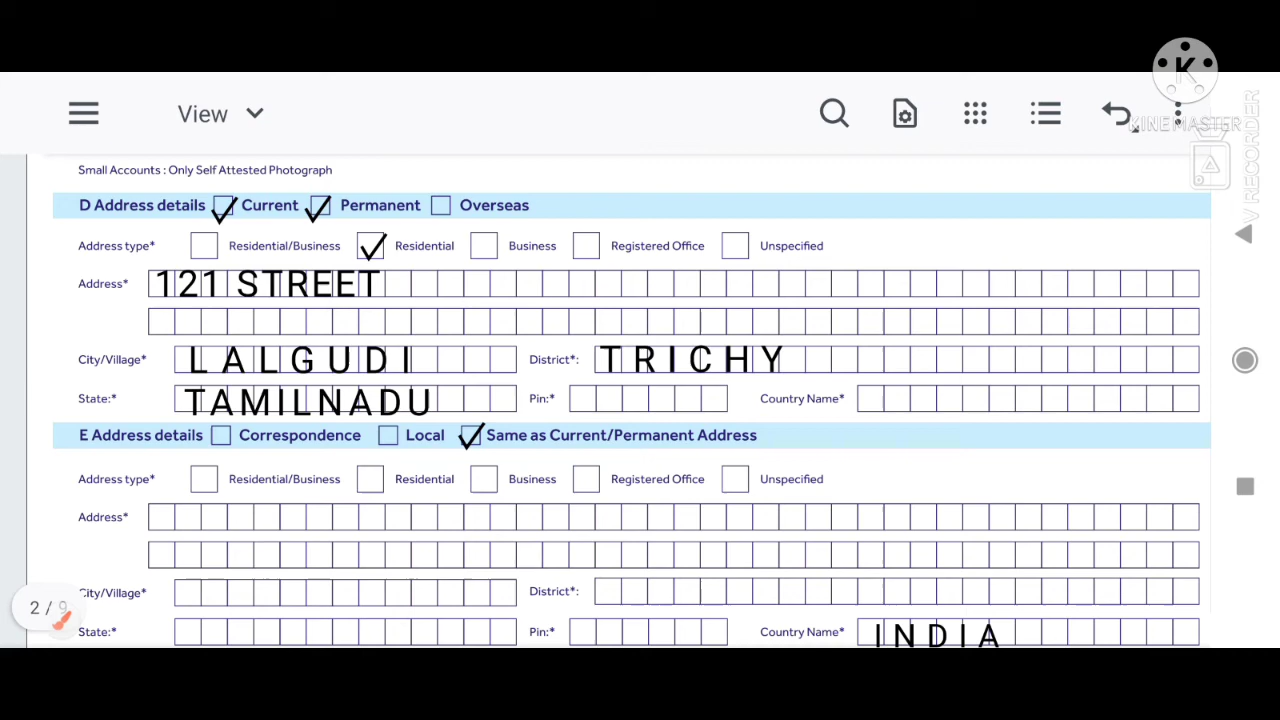 View
KINEMASTER
V RECORDER
Small Accounts : Only Self Attested Photograph
D Address details Current Permanent Overseas
Address type* Residential/Business Residential Business Registered Office Unspecified
Address* 121 STREET
City/Village* LALGUDI District*: TRICHY
State:* TAMILNADU Pin:* Country Name*
E Address details Correspondence Local Same as Current/Permanent Address
Address type* Residential/Business Residential Business Registered Office Unspecified
Address*
City/Village* District*:
2 / 9
State:* Pin:* Country Name* INDIA